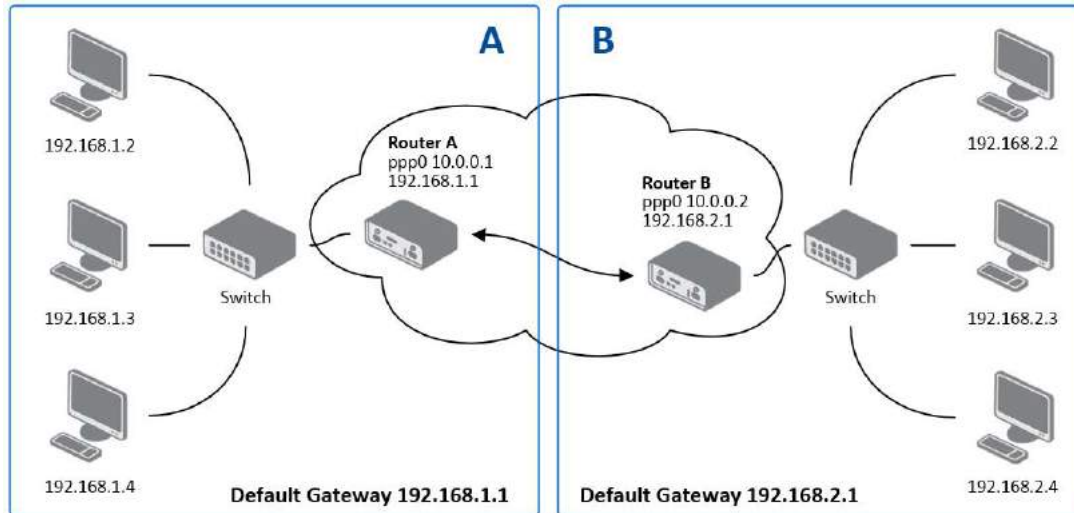 A
192.168.1.2
192.168.1.3
192.168.1.4
Switch
Router A
ppp0 10.0.0.1
192.168.1.1
Default Gateway 192.168.1.1
B
Router B
ppp0 10.0.0.2
192.168.2.1
Switch
192.168.2.2
192.168.2.3
192.168.2.4
Default Gateway 192.168.2.1